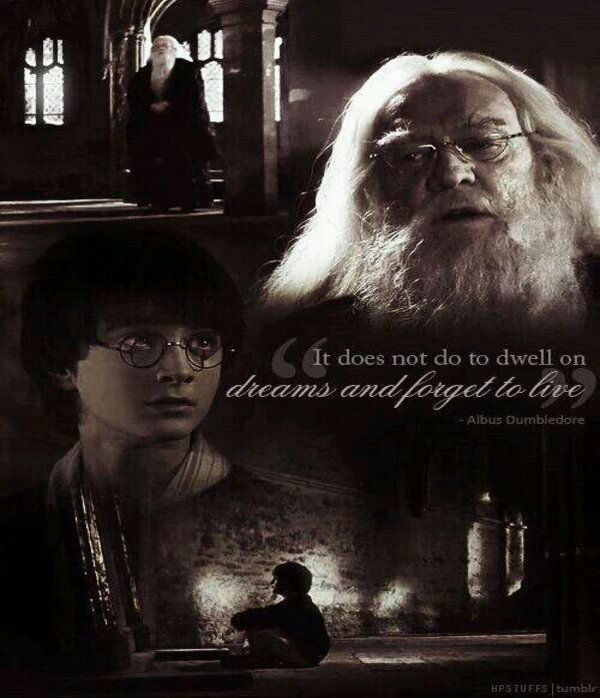 “ It does not do to dwell on
dreams and forget to live ”
- Albus Dumbledore
HPSTUFFS | tumblr